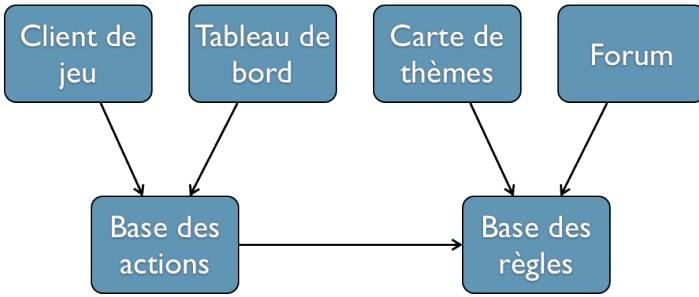 Client de
jeu
Tableau de
bord
Carte de
thèmes
Forum
Base des
actions
Base des
règles